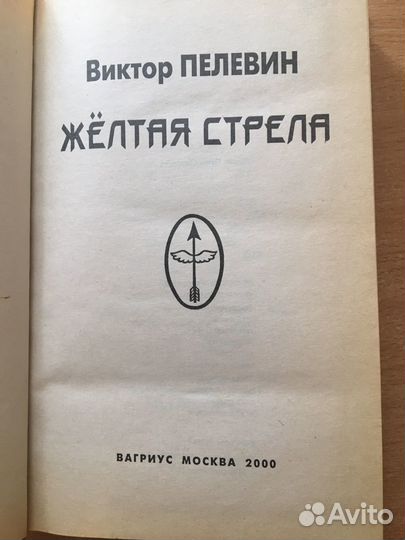 Виктор ПЕЛЕВИН
ЖЁЛТАЯ СТРЕЛА
ВАГРИУС МОСКВА 2000
Avito